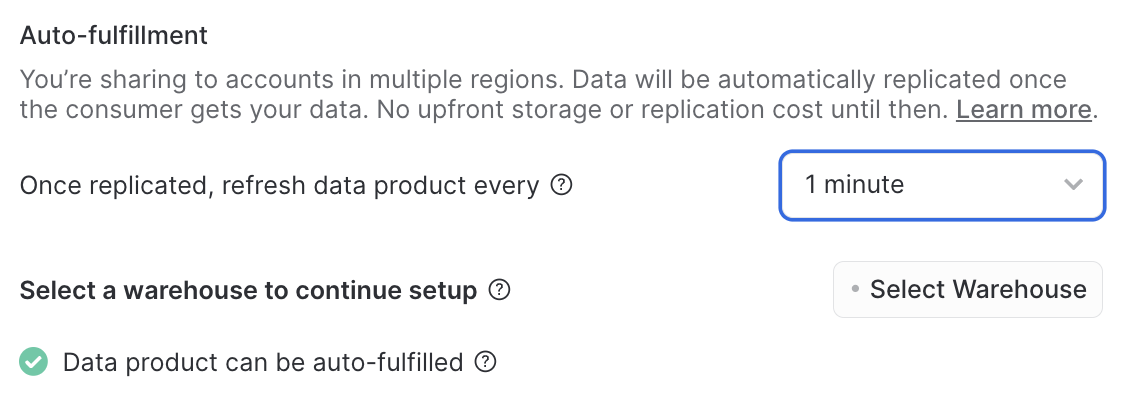 Auto-fulfillment
You’re sharing to accounts in multiple regions. Data will be automatically replicated once
the consumer gets your data. No upfront storage or replication cost until then. Learn more.
Once replicated, refresh data product every ?
1 minute
Select a warehouse to continue setup ?
Select Warehouse
Data product can be auto-fulfilled ?